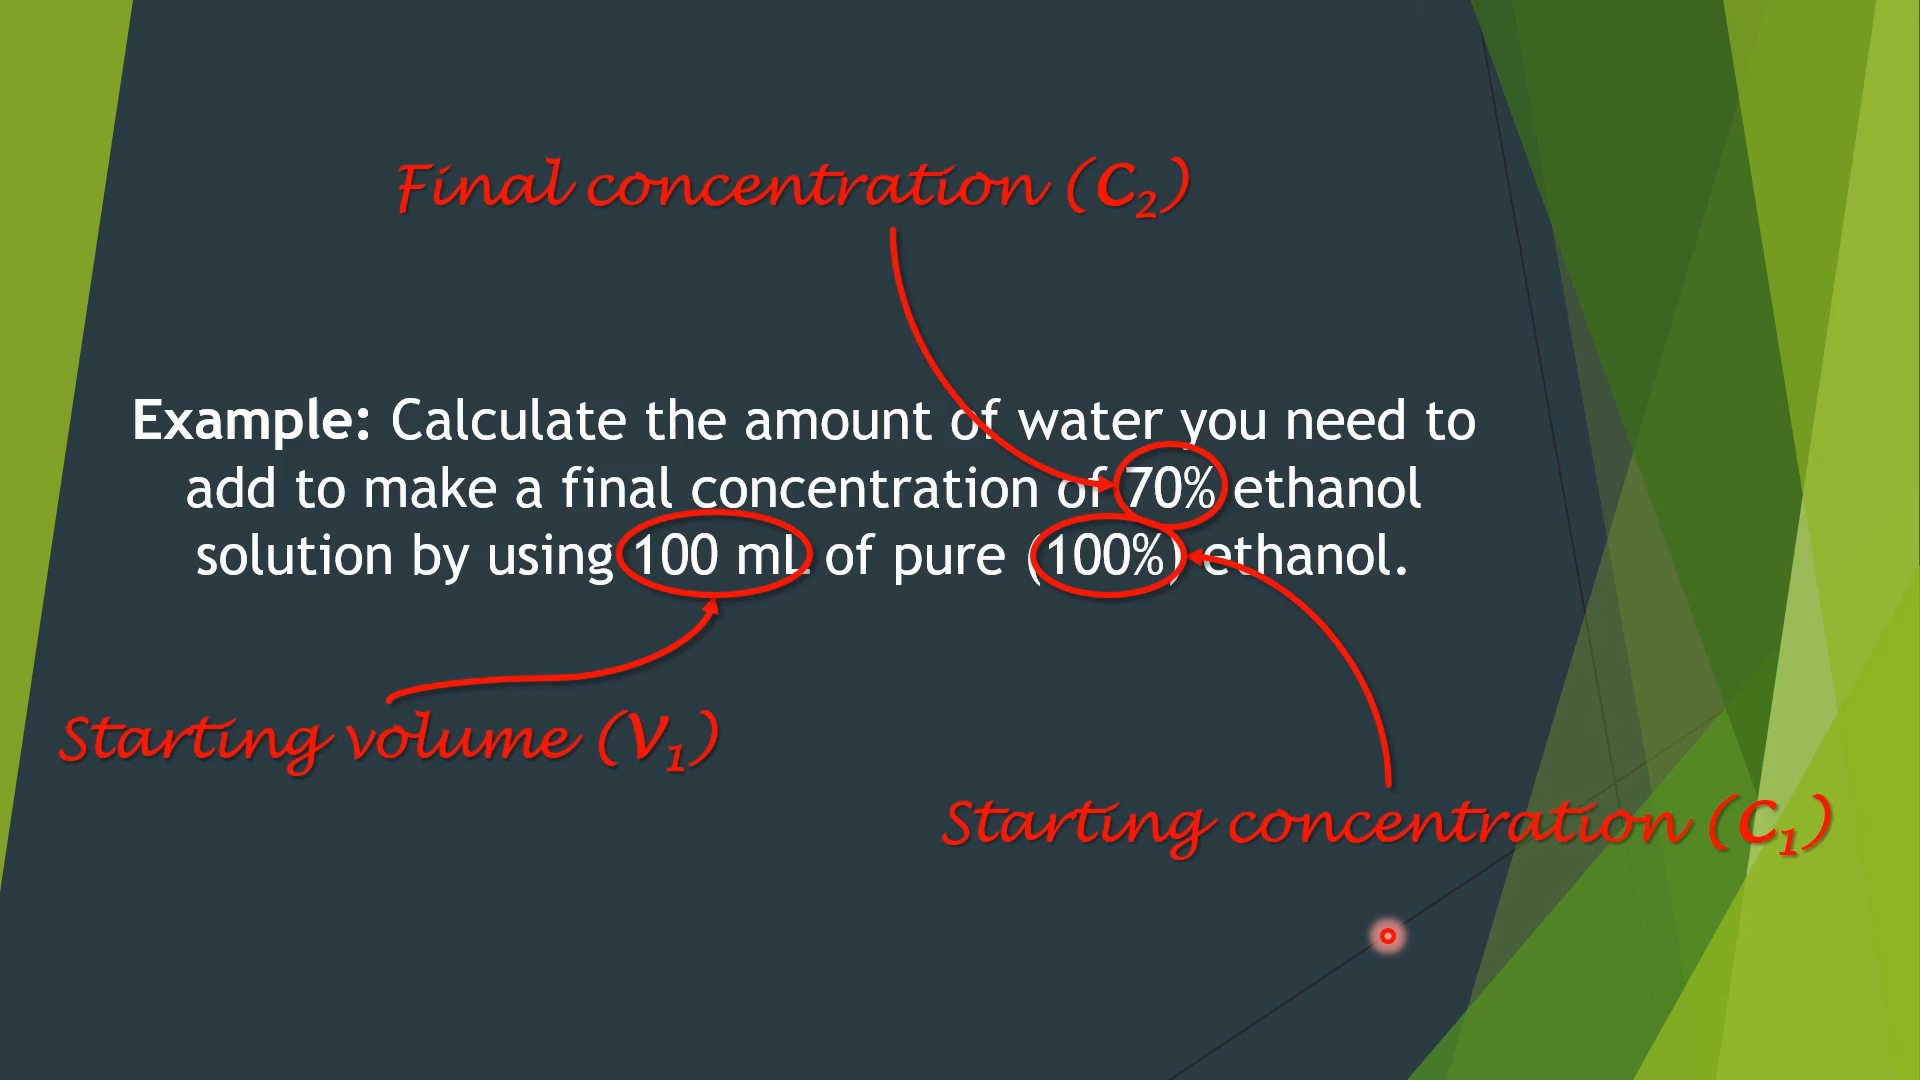 Final concentration (C₂)
Example: Calculate the amount of water you need to
add to make a final concentration of 70% ethanol
solution by using 100 mL of pure (100%) ethanol.
Starting volume (V₁)
Starting concentration (C₁)